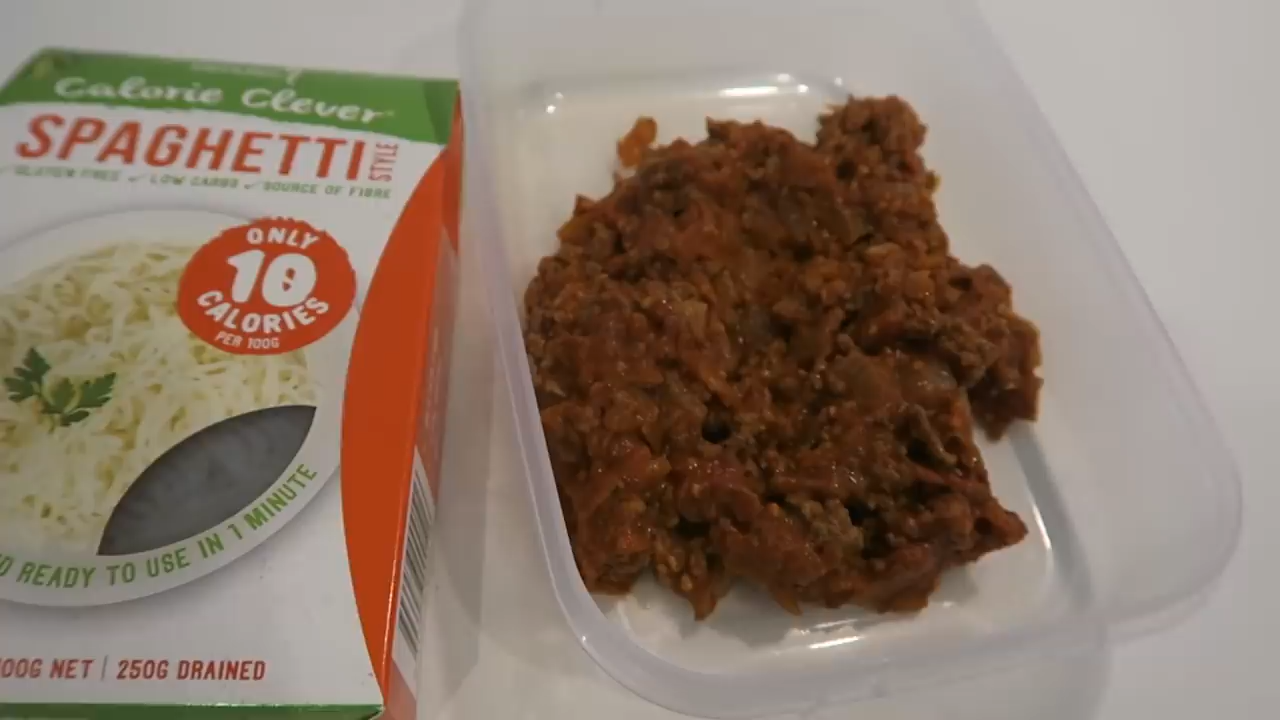 Calorie Clever
SPAGHETTI STYLE
GLUTEN FREE ✓ LOW CARBS ✓ SOURCE OF FIBRE
ONLY
10
CALORIES
PER 100G
READY TO USE IN 1 MINUTE
00G NET | 250G DRAINED